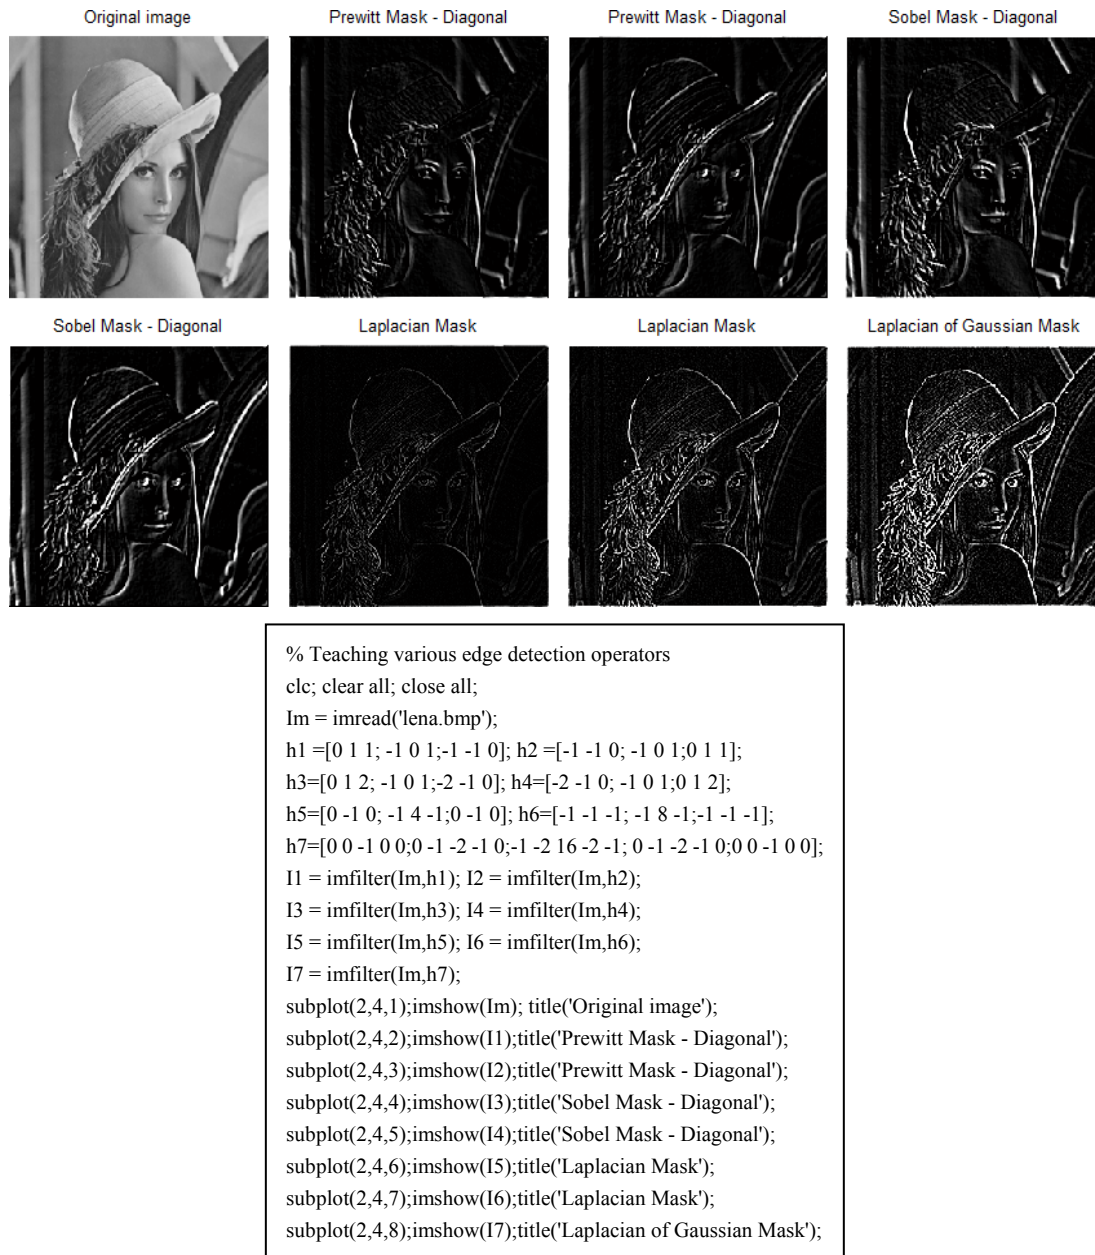 Original image
Prewitt Mask - Diagonal
Prewitt Mask - Diagonal
Sobel Mask - Diagonal
Sobel Mask - Diagonal
Laplacian Mask
Laplacian Mask
Laplacian of Gaussian Mask
% Teaching various edge detection operators
clc; clear all; close all;
Im = imread('lena.bmp');
h1 =[0 1 1; -1 0 1;-1 -1 0]; h2 =[-1 -1 0; -1 0 1;0 1 1];
h3=[0 1 2; -1 0 1;-2 -1 0]; h4=[-2 -1 0; -1 0 1;0 1 2];
h5=[0 -1 0; -1 4 -1;0 -1 0]; h6=[-1 -1 -1; -1 8 -1;-1 -1 -1];
h7=[0 0 -1 0 0;0 -1 -2 -1 0;-1 -2 16 -2 -1; 0 -1 -2 -1 0;0 0 -1 0 0];
I1 = imfilter(Im,h1); I2 = imfilter(Im,h2);
I3 = imfilter(Im,h3); I4 = imfilter(Im,h4);
I5 = imfilter(Im,h5); I6 = imfilter(Im,h6);
I7 = imfilter(Im,h7);
subplot(2,4,1);imshow(Im); title('Original image');
subplot(2,4,2);imshow(I1);title('Prewitt Mask - Diagonal');
subplot(2,4,3);imshow(I2);title('Prewitt Mask - Diagonal');
subplot(2,4,4);imshow(I3);title('Sobel Mask - Diagonal');
subplot(2,4,5);imshow(I4);title('Sobel Mask - Diagonal');
subplot(2,4,6);imshow(I5);title('Laplacian Mask');
subplot(2,4,7);imshow(I6);title('Laplacian Mask');
subplot(2,4,8);imshow(I7);title('Laplacian of Gaussian Mask');